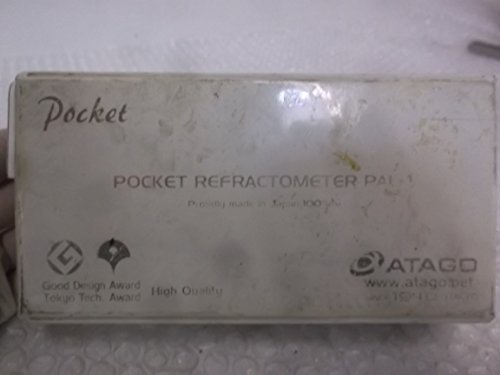 Pocket
POCKET REFRACTOMETER PAL-1
Proudly made in Japan 100%
Good Design Award
Tokyo Tech. Award
High Quality
ATAGO
www.atago.net